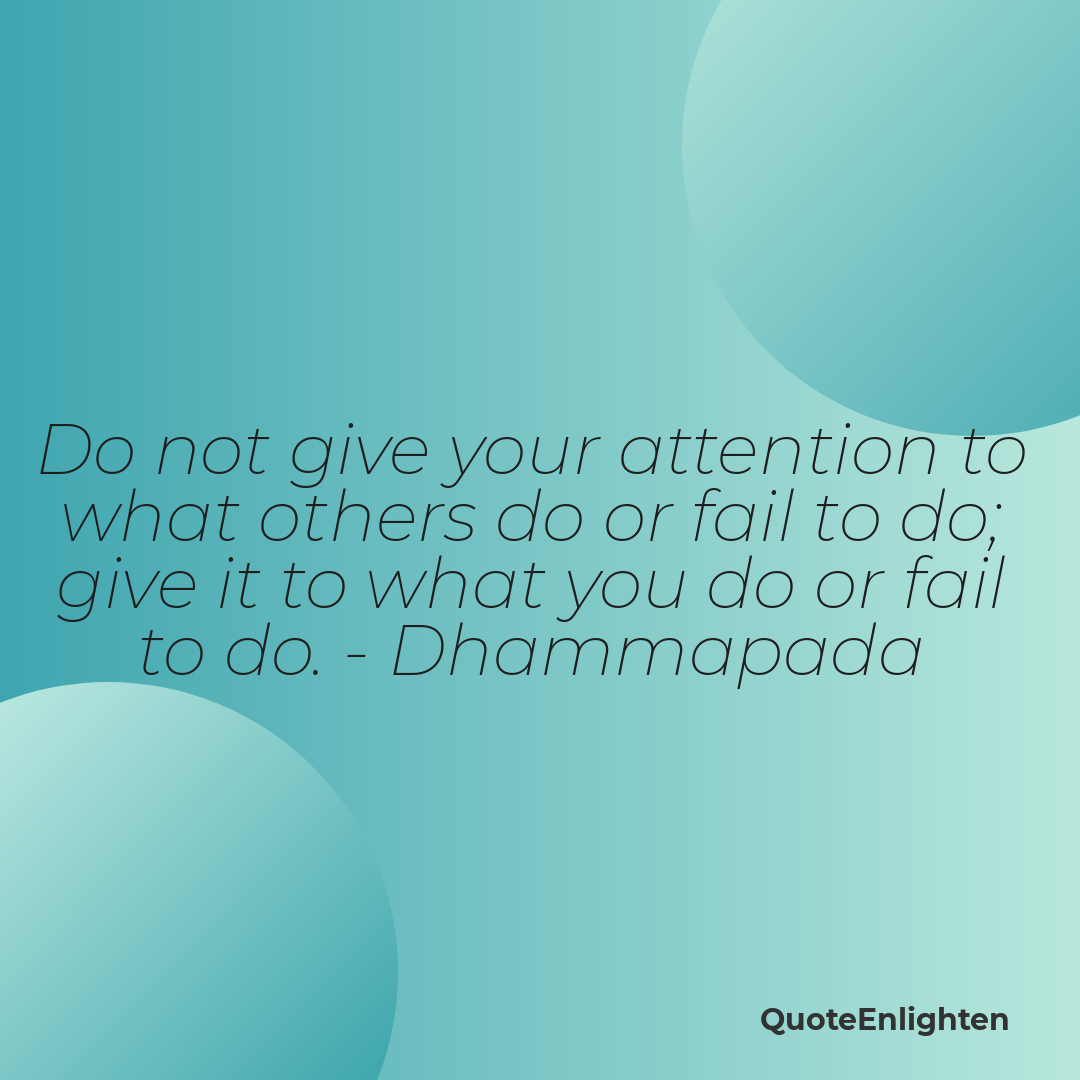 Do not give your attention to
what others do or fail to do;
give it to what you do or fail
to do. - Dhammapada
QuoteEnlighten